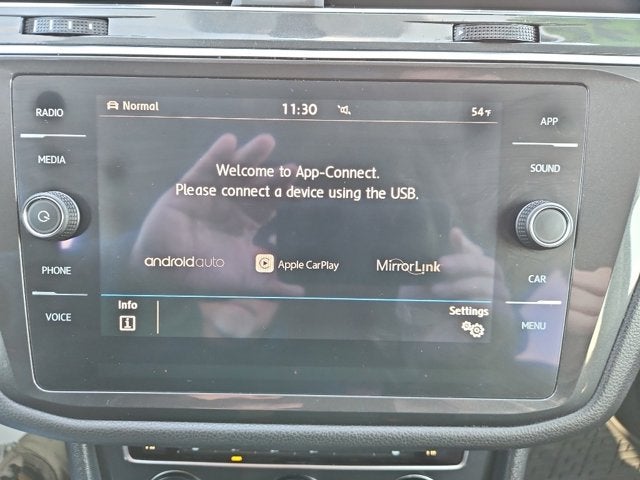 Normal 11:30 54°F
RADIO
MEDIA
PHONE
VOICE
Welcome to App-Connect.
Please connect a device using the USB.
androidauto Apple CarPlay MirrorLink
Info
Settings
APP
SOUND
CAR
MENU